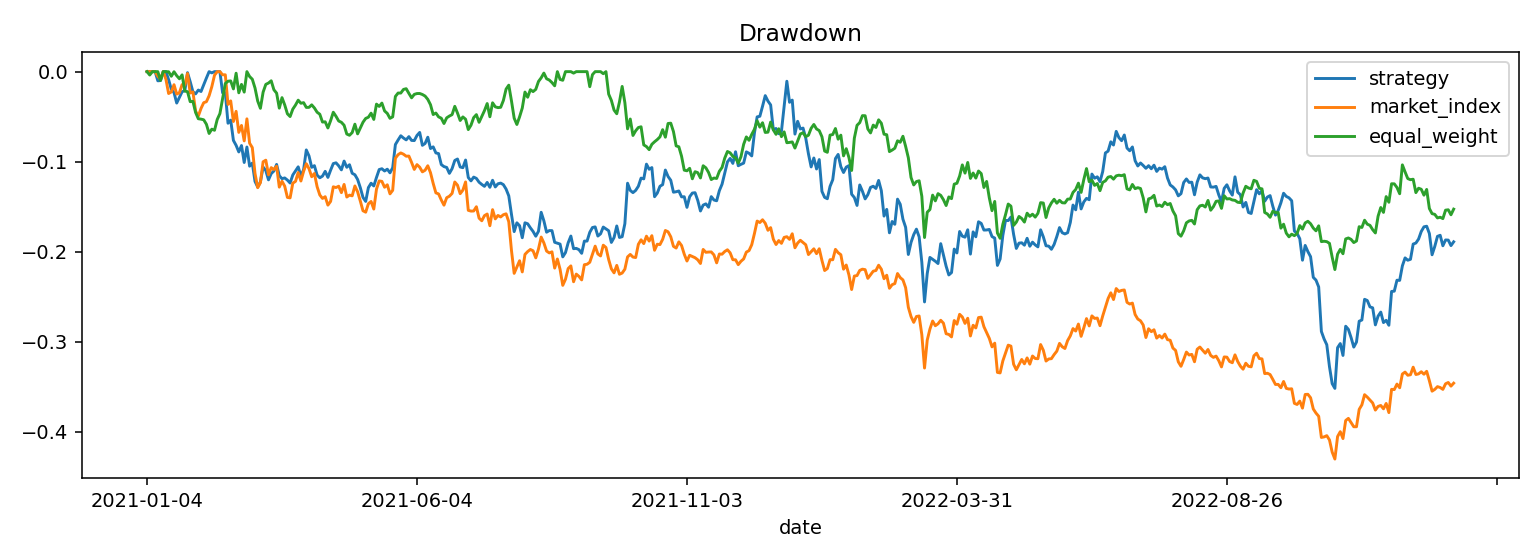 Drawdown
strategy
market_index
equal_weight
0.0
−0.1
−0.2
−0.3
−0.4
2021-01-04
2021-06-04
2021-11-03
2022-03-31
2022-08-26
date